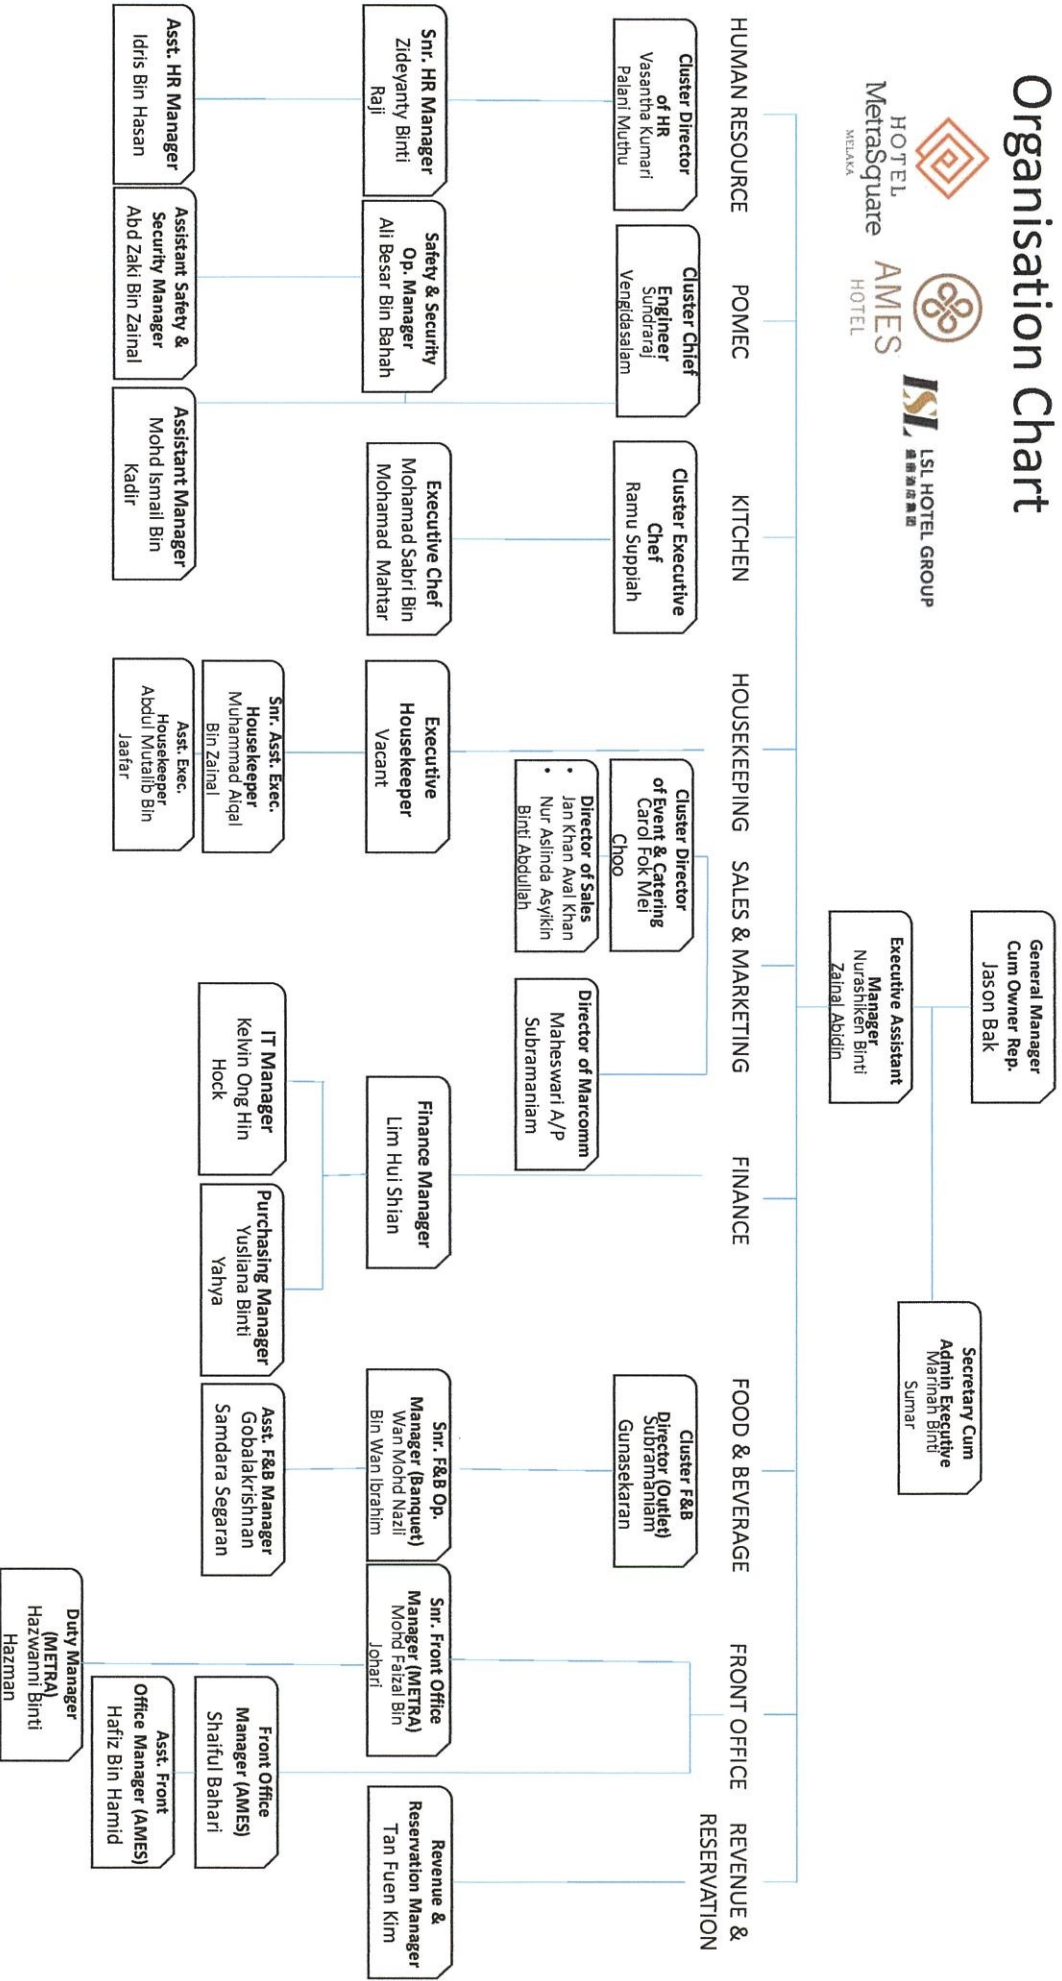 Organisation Chart
HOTEL
MetraSquare
MELAKA
AMES
HOTEL
LSL
LSL HOTEL GROUP
General Manager
Cum Owner Rep.
Jason Bak
Secretary Cum
Admin Executive
Marinah Binti
Sumar
Executive Assistant
Manager
Nurashiken Binti
Zainal Abidin
HUMAN RESOURCE
POMEC
KITCHEN
HOUSEKEEPING
SALES & MARKETING
FINANCE
FOOD & BEVERAGE
FRONT OFFICE
REVENUE &
RESERVATION
Cluster Director
of HR
Vasantha Kumari
Palani Muthu
Snr. HR Manager
Zideyanty Binti
Raji
Asst. HR Manager
Idris Bin Hasan
Cluster Chief
Engineer
Sundraraj
Vengidasalam
Safety & Security
Op. Manager
Ali Besar Bin Bahah
Assistant Safety &
Security Manager
Abd Zaki Bin Zainal
Assistant Manager
Mohd Ismail Bin
Kadir
Cluster Executive
Chef
Ramu Suppiah
Executive Chef
Mohamad Sabri Bin
Mohamad Mahtar
Executive
Housekeeper
Vacant
Snr. Asst. Exec.
Housekeeper
Muhammad Aiqal
Bin Zainal
Asst. Exec.
Housekeeper
Abdul Mutalib Bin
Jaafar
Cluster Director
of Event & Catering
Carol Fok Mei
Choo
Director of Sales
• Jan Khan Aval Khan
• Nur Aslinda Asyikin
Binti Abdullah
Director of Marcomm
Maheswari A/P
Subramaniam
Finance Manager
Lim Hui Shian
IT Manager
Kelvin Ong Hin
Hock
Purchasing Manager
Yusliana Binti
Yahya
Cluster F&B
Director (Outlet)
Subramaniam
Gunasekaran
Snr. F&B Op.
Manager (Banquet)
Wan Mohd Nazli
Bin Wan Ibrahim
Asst. F&B Manager
Gobalakrishnan
Samdara Segaran
Snr. Front Office
Manager (METRA)
Mohd Faizal Bin
Johari
Duty Manager
(METRA)
Hazwanni Binti
Hazman
Front Office
Manager (AMES)
Shaiful Bahari
Asst. Front
Office Manager (AMES)
Hafiz Bin Hamid
Revenue &
Reservation Manager
Tan Fuen Kim